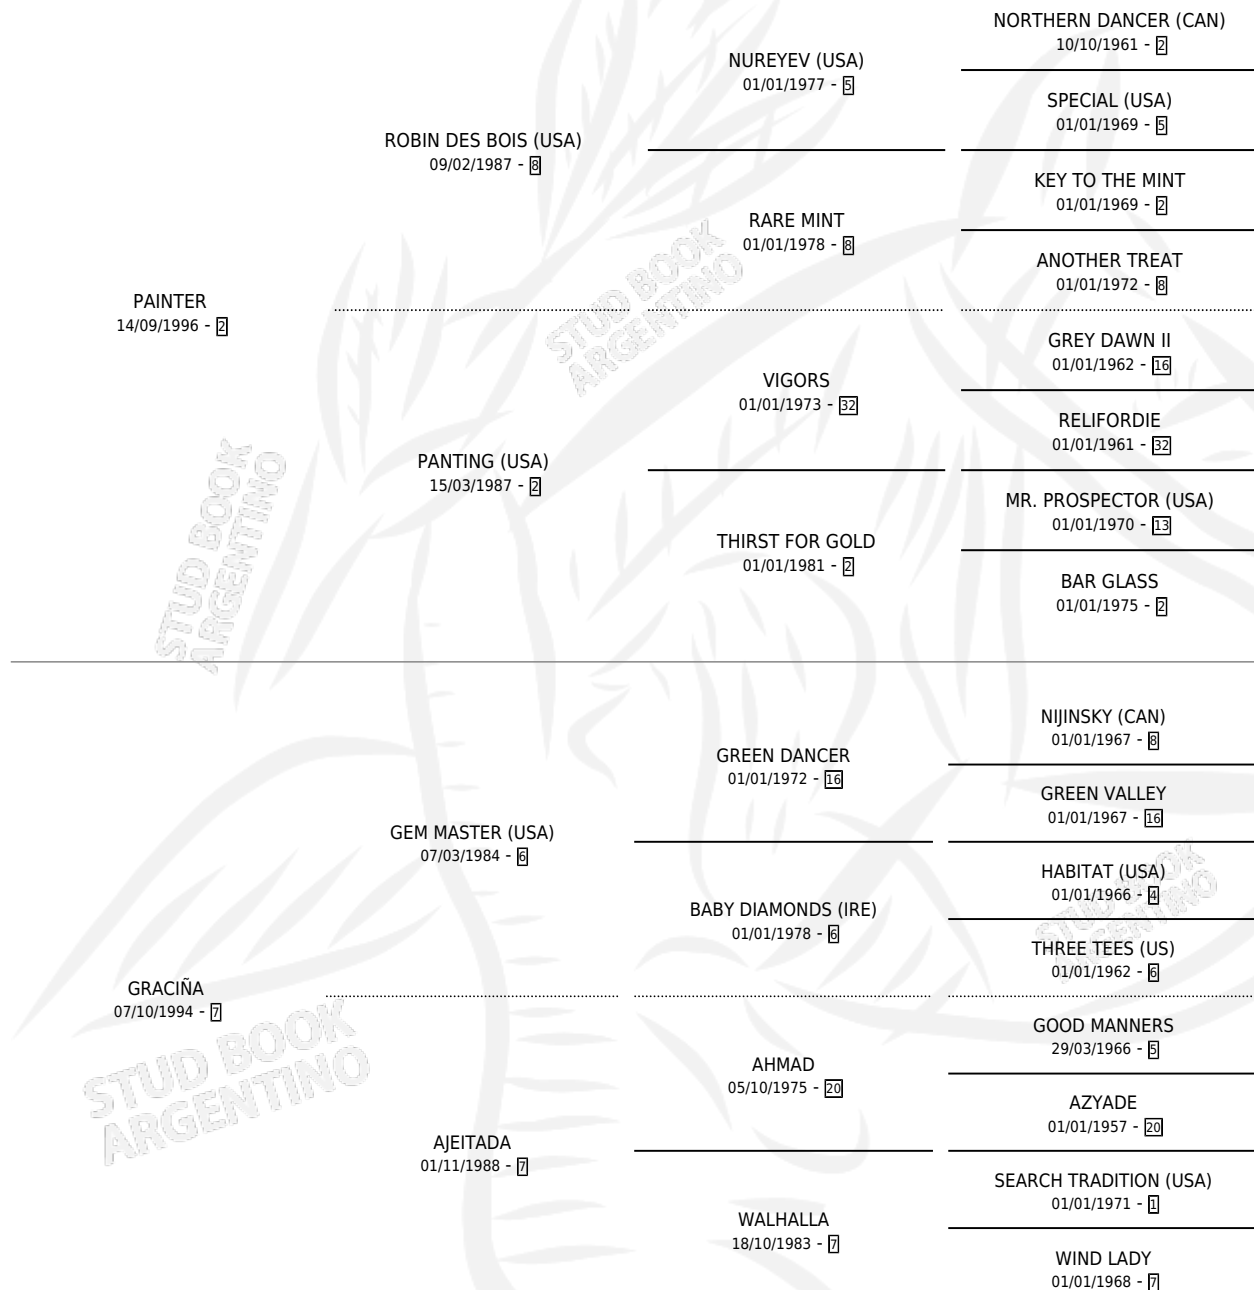 NORTHERN DANCER (CAN)
10/10/1961 - 2
NUREYEV (USA)
01/01/1977 - 5
SPECIAL (USA)
01/01/1969 - 5
ROBIN DES BOIS (USA)
09/02/1987 - 8
KEY TO THE MINT
01/01/1969 - 2
RARE MINT
01/01/1978 - 8
ANOTHER TREAT
01/01/1972 - 8
PAINTER
14/09/1996 - 2
STUD BOOK
ARGENTINO
GREY DAWN II
01/01/1962 - 16
VIGORS
01/01/1973 - 32
RELIFORDIE
01/01/1961 - 32
PANTING (USA)
15/03/1987 - 2
MR. PROSPECTOR (USA)
01/01/1970 - 13
THIRST FOR GOLD
01/01/1981 - 2
BAR GLASS
01/01/1975 - 2
STUD BOOK
ARGENTINO
NIJINSKY (CAN)
01/01/1967 - 8
GREEN DANCER
01/01/1972 - 16
GREEN VALLEY
01/01/1967 - 16
GEM MASTER (USA)
07/03/1984 - 6
HABITAT (USA)
01/01/1966 - 4
BABY DIAMONDS (IRE)
01/01/1978 - 6
STUD BOOK
ARGENTINO
THREE TEES (US)
01/01/1962 - 6
GRACIÑA
07/10/1994 - 7
STUD BOOK
ARGENTINO
GOOD MANNERS
29/03/1966 - 5
AHMAD
05/10/1975 - 20
AZYADE
01/01/1957 - 20
AJEITADA
01/11/1988 - 7
SEARCH TRADITION (USA)
01/01/1971 - 1
WALHALLA
18/10/1983 - 7
WIND LADY
01/01/1968 - 7